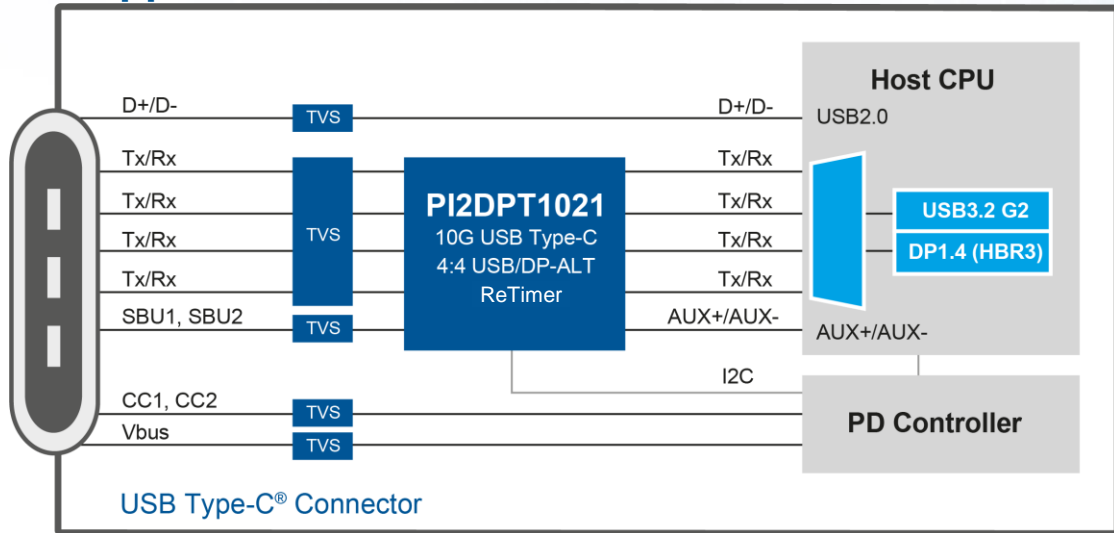 Host CPU
D+/D-
TVS
D+/D-
USB2.0
Tx/Rx
Tx/Rx
Tx/Rx
Tx/Rx
TVS
PI2DPT1021
10G USB Type-C
4:4 USB/DP-ALT
ReTimer
Tx/Rx
Tx/Rx
Tx/Rx
Tx/Rx
USB3.2 G2
DP1.4 (HBR3)
SBU1, SBU2
TVS
AUX+/AUX-
AUX+/AUX-
I2C
CC1, CC2
TVS
Vbus
TVS
PD Controller
USB Type-C® Connector